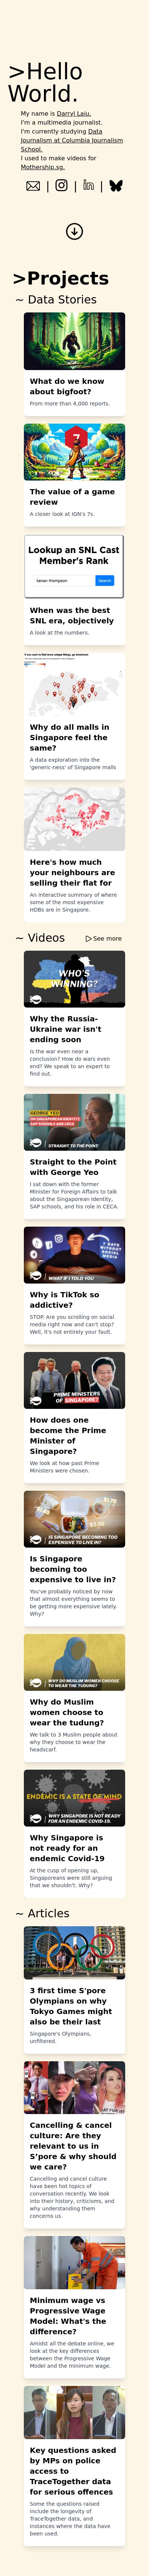 >Hello
World.
My name is Darryl Laiu.
I'm a multimedia journalist.
I'm currently studying Data
Journalism at Columbia Journalism
School.
I used to make videos for
Mothership.sg.
>Projects
~ Data Stories
What do we know
about bigfoot?
From more than 4,000 reports.
7
The value of a game
review
A closer look at IGN's 7s.
Lookup an SNL Cast
Member's Rank
kenan thompson
Search
When was the best
SNL era, objectively
A look at the numbers.
Why do all malls in
Singapore feel the
same?
A data exploration into the
'generic-ness' of Singapore malls
Here's how much
your neighbours are
selling their flat for
An interactive summary of where
some of the most expensive
HDBs are in Singapore.
~ Videos
See more
WHO'S
WINNING?
Why the Russia-
Ukraine war isn't
ending soon
Is the war even near a
conclusion? How do wars even
end? We speak to an expert to
find out.
GEORGE YEO
ON SINGAPOREAN IDENTITY,
SAP SCHOOLS, AND CECA
STRAIGHT TO THE POINT
Straight to the Point
with George Yeo
I sat down with the former
Minister for Foreign Affairs to talk
about the Singaporean identity,
SAP schools, and his role in CECA.
7 DAYS
WITHOUT
SOCIAL
MEDIA
WHAT IF I TOLD YOU
Why is TikTok so
addictive?
STOP. Are you scrolling on social
media right now and can't stop?
Well, it's not entirely your fault.
PRIME MINISTERS
OF SINGAPORE?
How does one
become the Prime
Minister of
Singapore?
We look at how past Prime
Ministers were chosen.
IS SINGAPORE BECOMING TOO
EXPENSIVE TO LIVE IN?
Is Singapore
becoming too
expensive to live in?
You've probably noticed by now
that almost everything seems to
be getting more expensive lately.
Why?
WHY DO MUSLIM WOMEN CHOOSE
TO WEAR THE TUDUNG?
Why do Muslim
women choose to
wear the tudung?
We talk to 3 Muslim people about
why they choose to wear the
headscarf.
ENDEMIC IS A STATE OF MIND
WHY SINGAPORE IS NOT READY
FOR AN ENDEMIC COVID-19.
Why Singapore is
not ready for an
endemic Covid-19
At the cusp of opening up,
Singaporeans were still arguing
that we shouldn't. Why?
~ Articles
3 first time S'pore
Olympians on why
Tokyo Games might
also be their last
Singapore's Olympians,
unfiltered.
Cancelling & cancel
culture: Are they
relevant to us in
S'pore & why should
we care?
Cancelling and cancel culture
have been hot topics of
conversation recently. We look
into their history, criticisms, and
why understanding them
concerns us.
Minimum wage vs
Progressive Wage
Model: What's the
difference?
Amidst all the debate online, we
look at the key differences
between the Progressive Wage
Model and the minimum wage.
Key questions asked
by MPs on police
access to
TraceTogether data
for serious offences
Some the questions raised
include the longevity of
TraceTogether data, and
instances where the data have
been used.